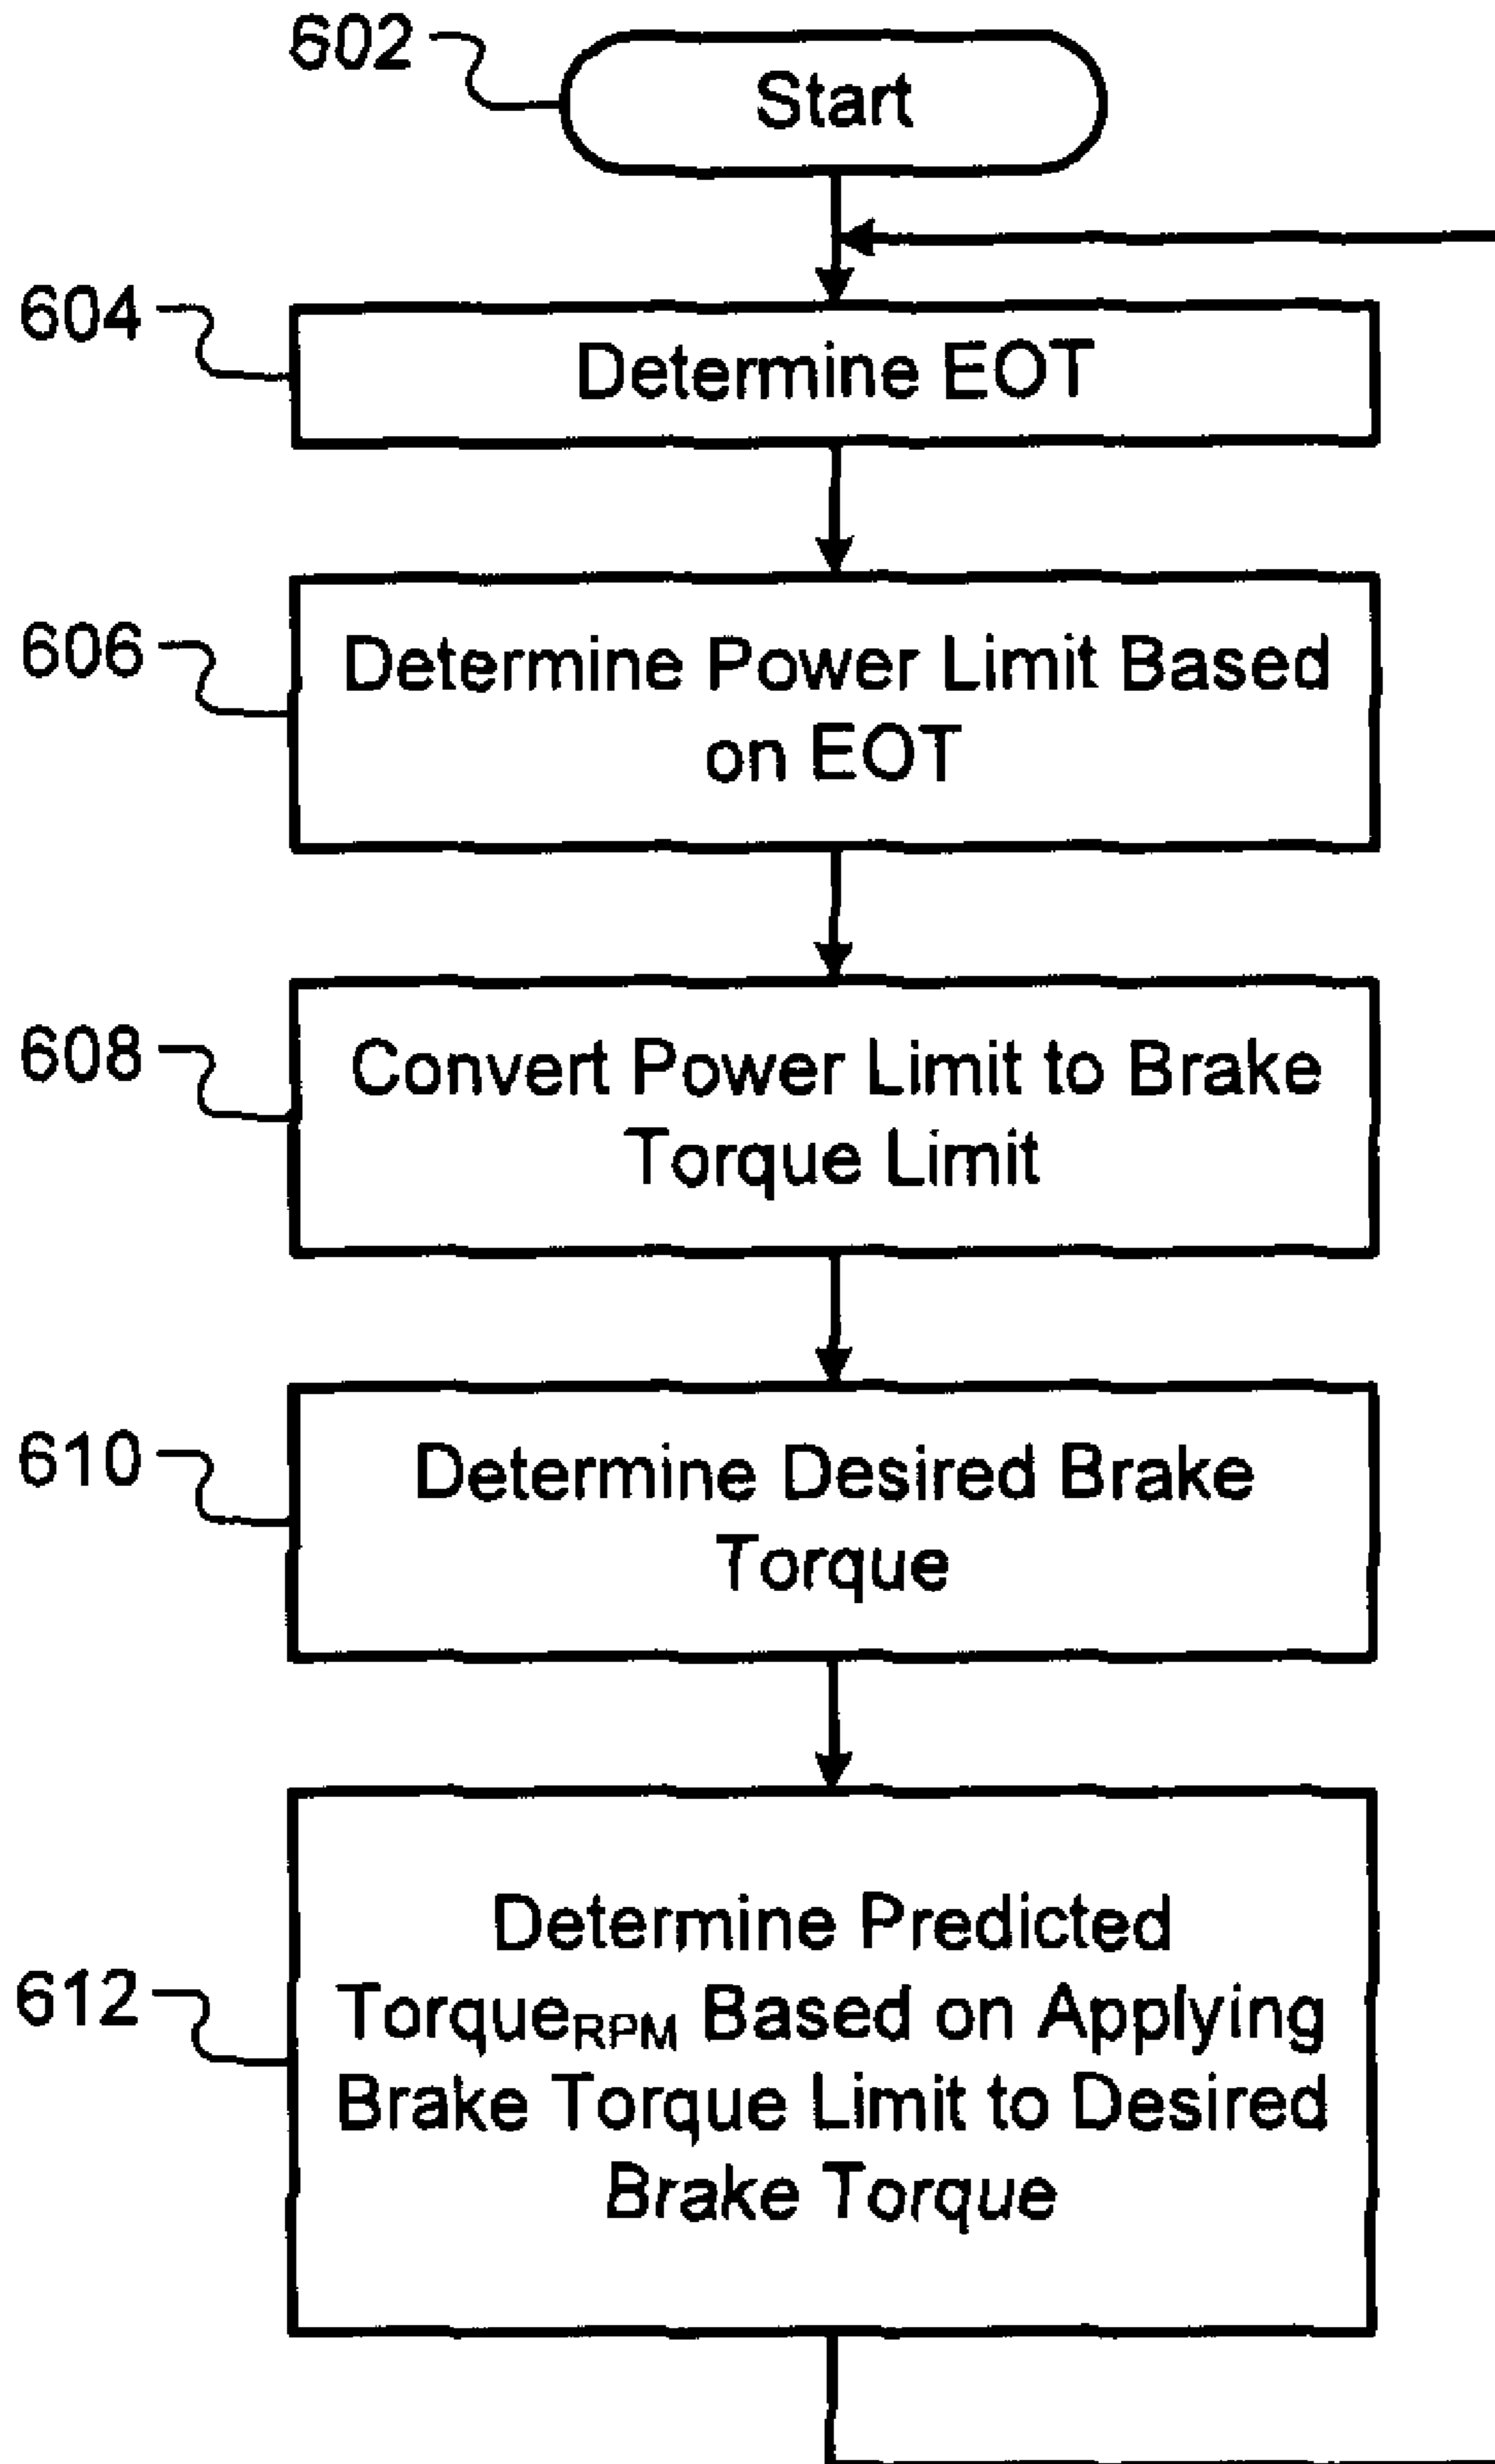 602
Start
604
Determine EOT
606
Determine Power Limit Based
on EOT
608
Convert Power Limit to Brake
Torque Limit
610
Determine Desired Brake
Torque
612
Determine Predicted
TorqueRPM Based on Applying
Brake Torque Limit to Desired
Brake Torque